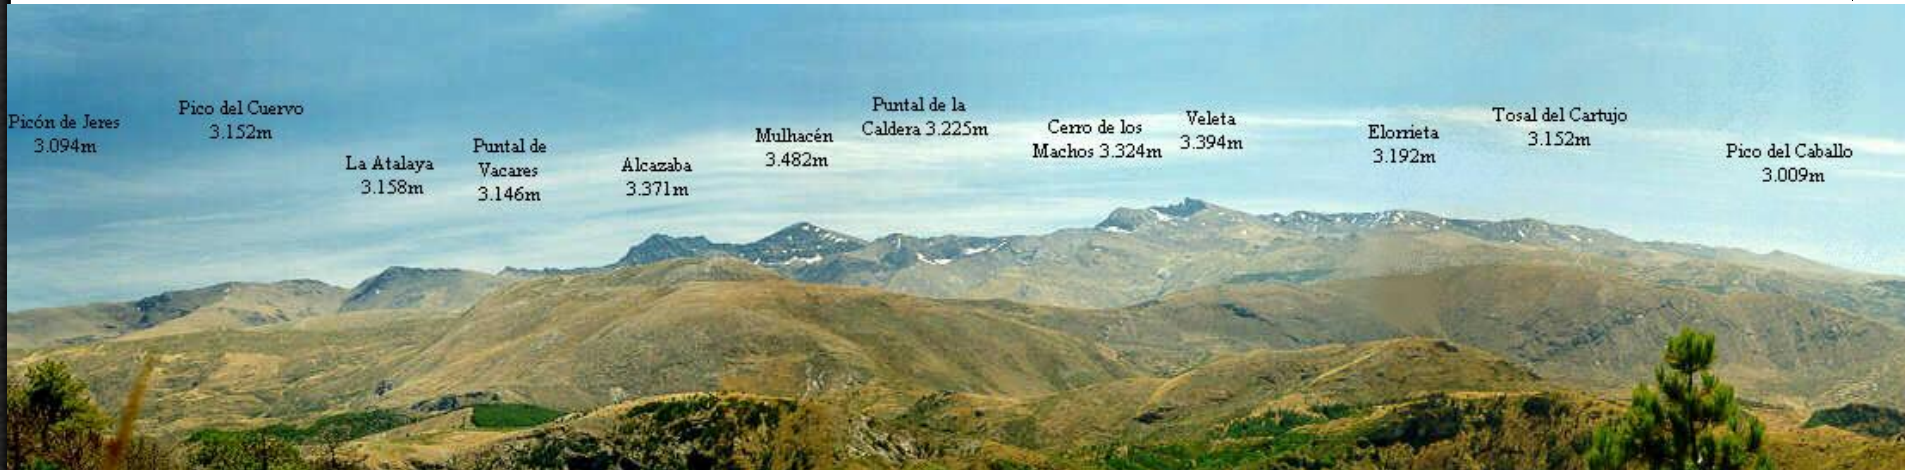 Picón de Jeres
3.094m
Pico del Cuervo
3.152m
La Atalaya
3.158m
Puntal de
Vacares
3.146m
Alcazaba
3.371m
Mulhacén
3.482m
Puntal de la
Caldera 3.225m
Cerro de los
Machos 3.324m
Veleta
3.394m
Elorrieta
3.192m
Tosal del Cartujo
3.152m
Pico del Caballo
3.009m